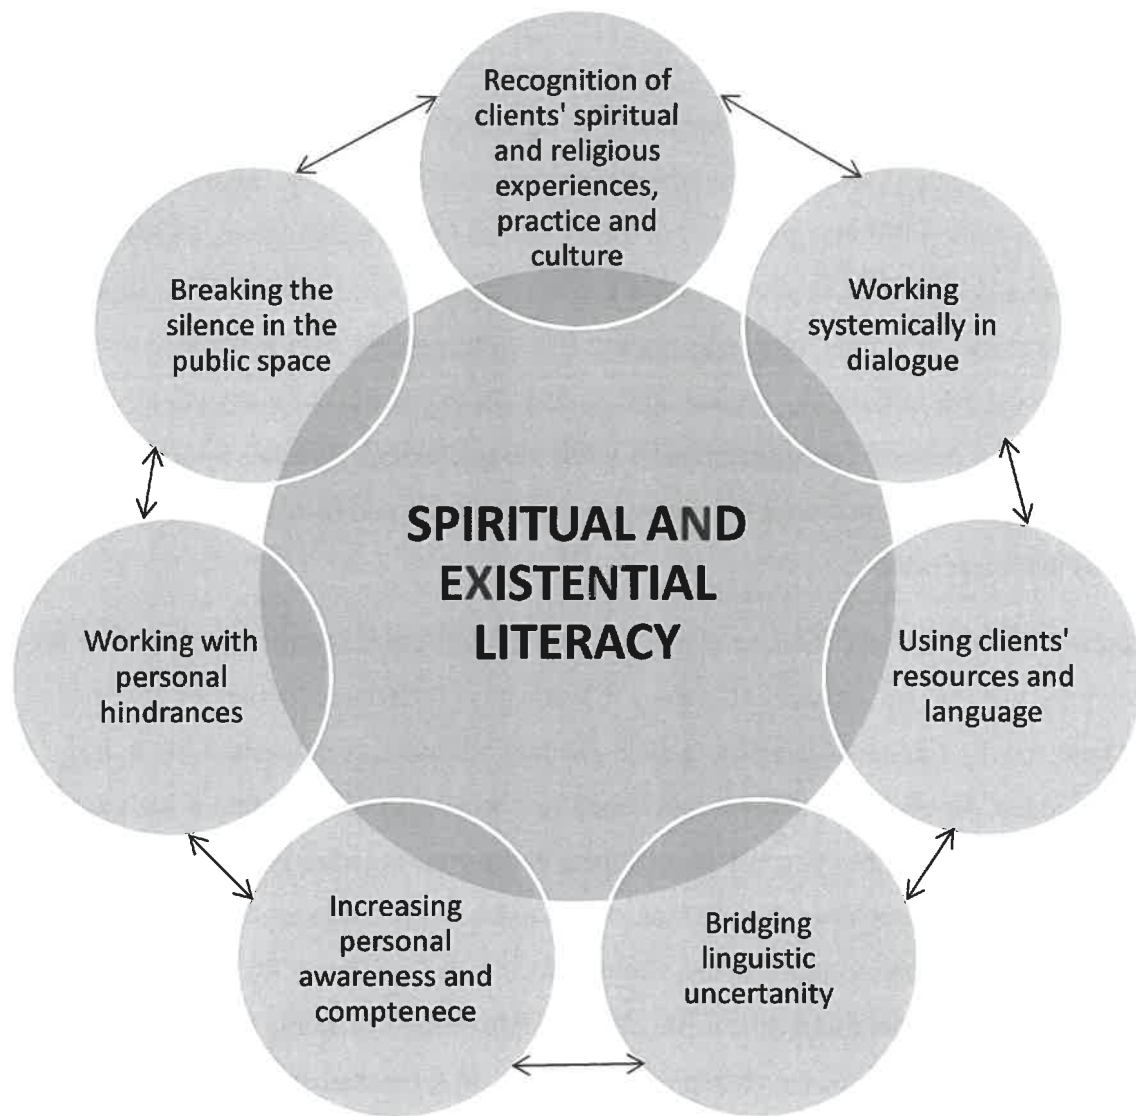 Recognition of
clients' spiritual
and religious
experiences,
practice and
culture
Breaking the
silence in the
public space
Working
systemically in
dialogue
SPIRITUAL AND
EXISTENTIAL
LITERACY
Working with
personal
hindrances
Using clients'
resources and
language
Increasing
personal
awareness and
comptenece
Bridging
linguistic
uncertanity